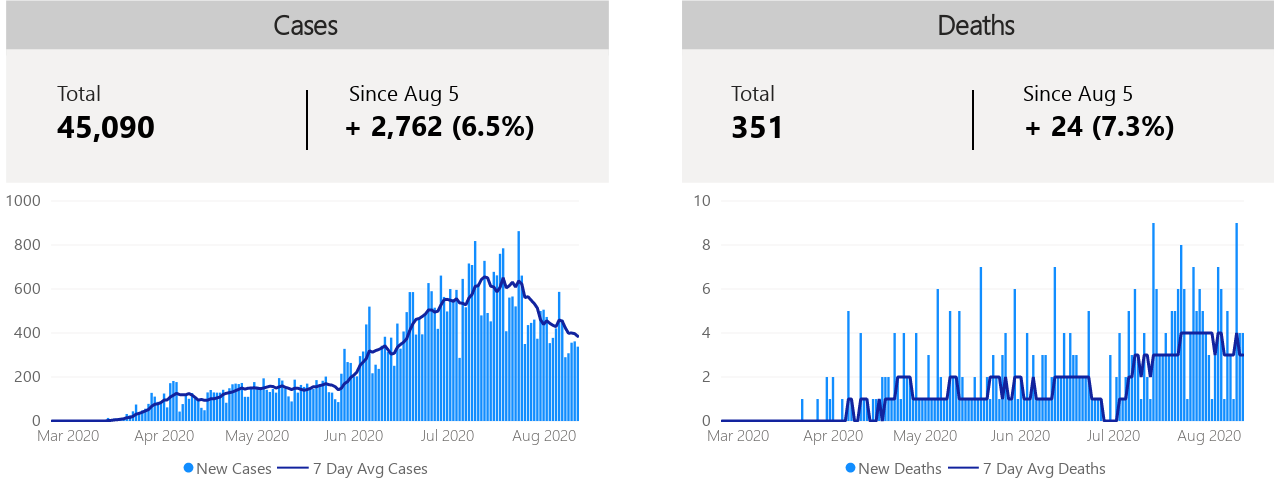 Cases
Total
45,090
Since Aug 5
+ 2,762 (6.5%)
1000
800
600
400
200
0
Mar 2020 Apr 2020 May 2020 Jun 2020 Jul 2020 Aug 2020
New Cases 7 Day Avg Cases
Deaths
Total
351
Since Aug 5
+ 24 (7.3%)
10
8
6
4
2
0
Mar 2020 Apr 2020 May 2020 Jun 2020 Jul 2020 Aug 2020
New Deaths 7 Day Avg Deaths